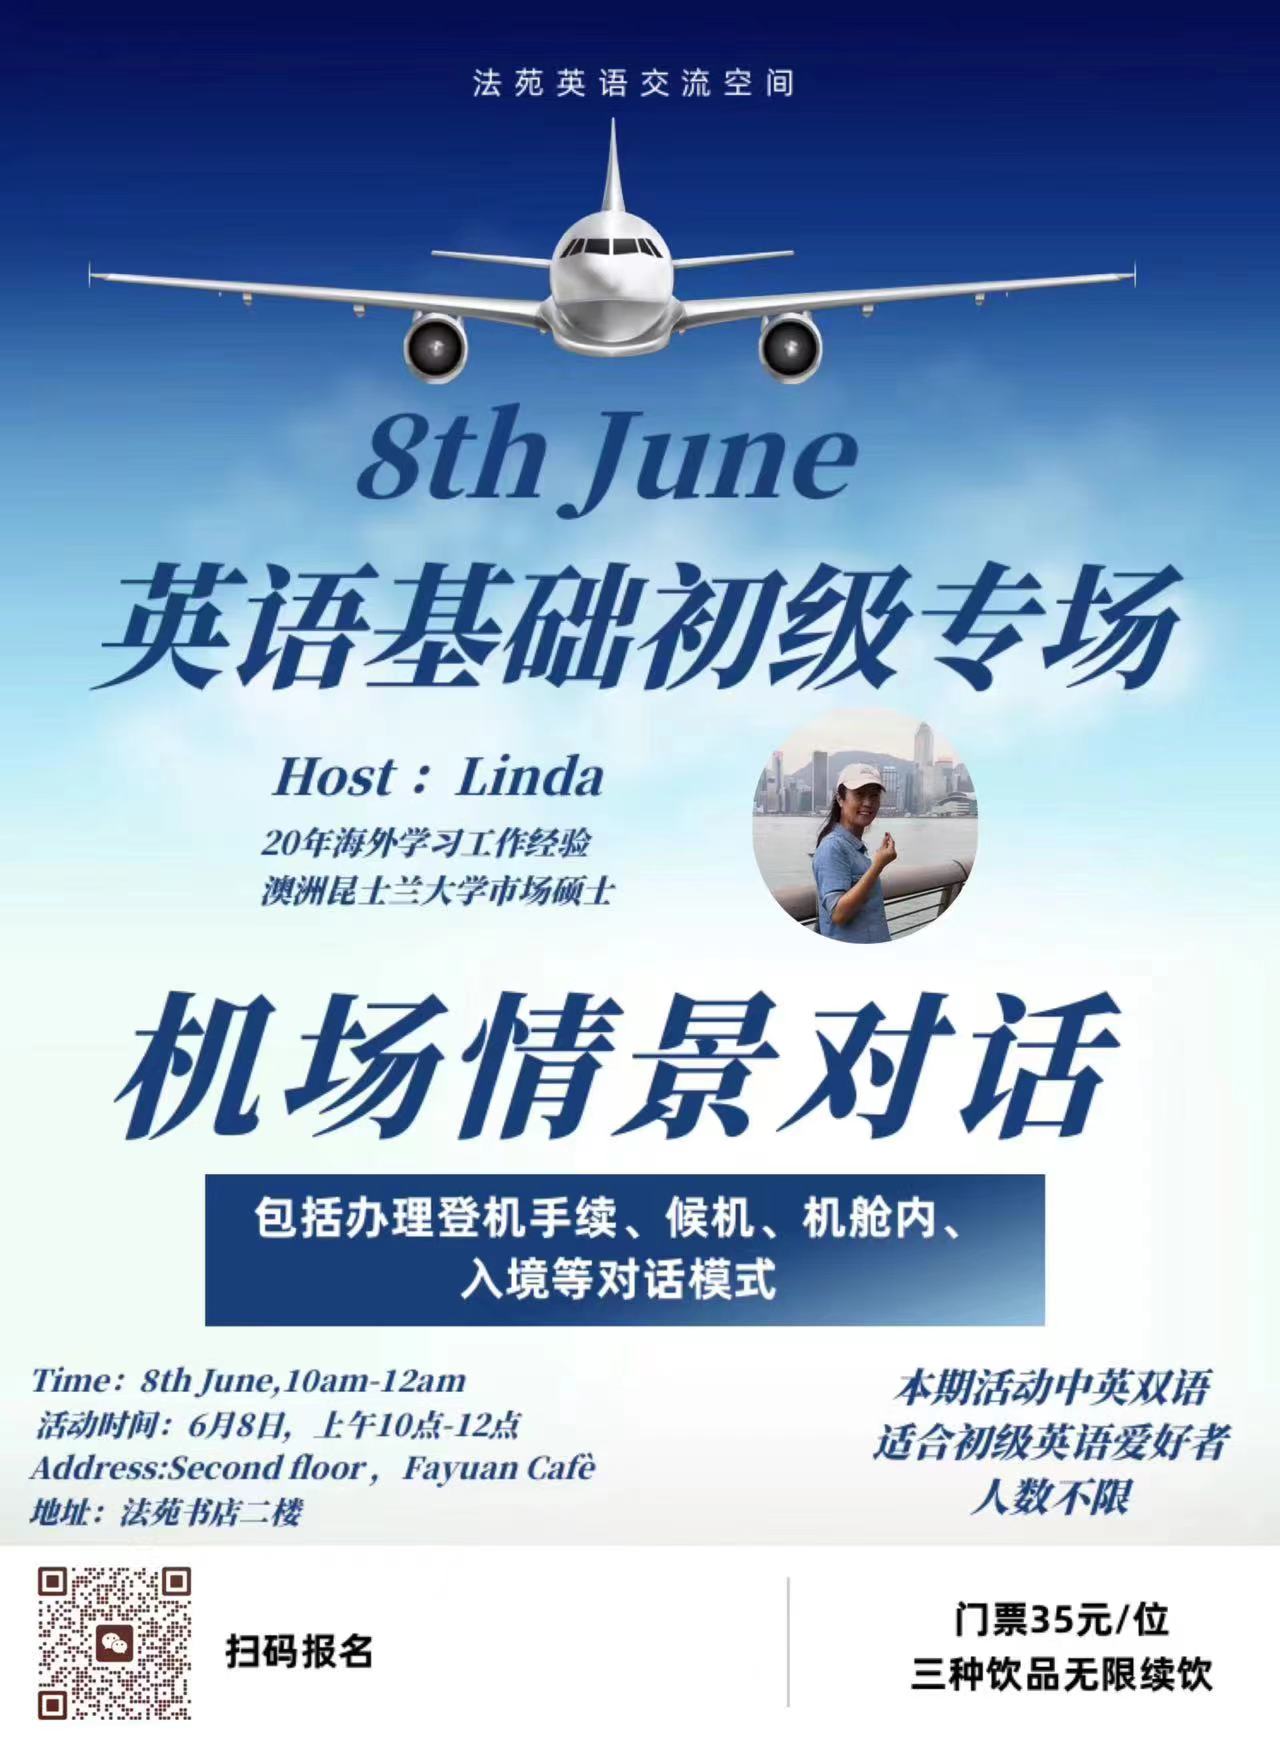 法苑英语交流空间
8th June
英语基础初级专场
Host：Linda
20年海外学习工作经验
澳洲昆士兰大学市场硕士
机场情景对话
包括办理登机手续、候机、机舱内、
入境等对话模式
Time：8th June,10am-12am
活动时间：6月8日，上午10点-12点
Address:Second floor，Fayuan Cafè
地址：法苑书店二楼
本期活动中英双语
适合初级英语爱好者
人数不限
扫码报名
门票35元/位
三种饮品无限续饮